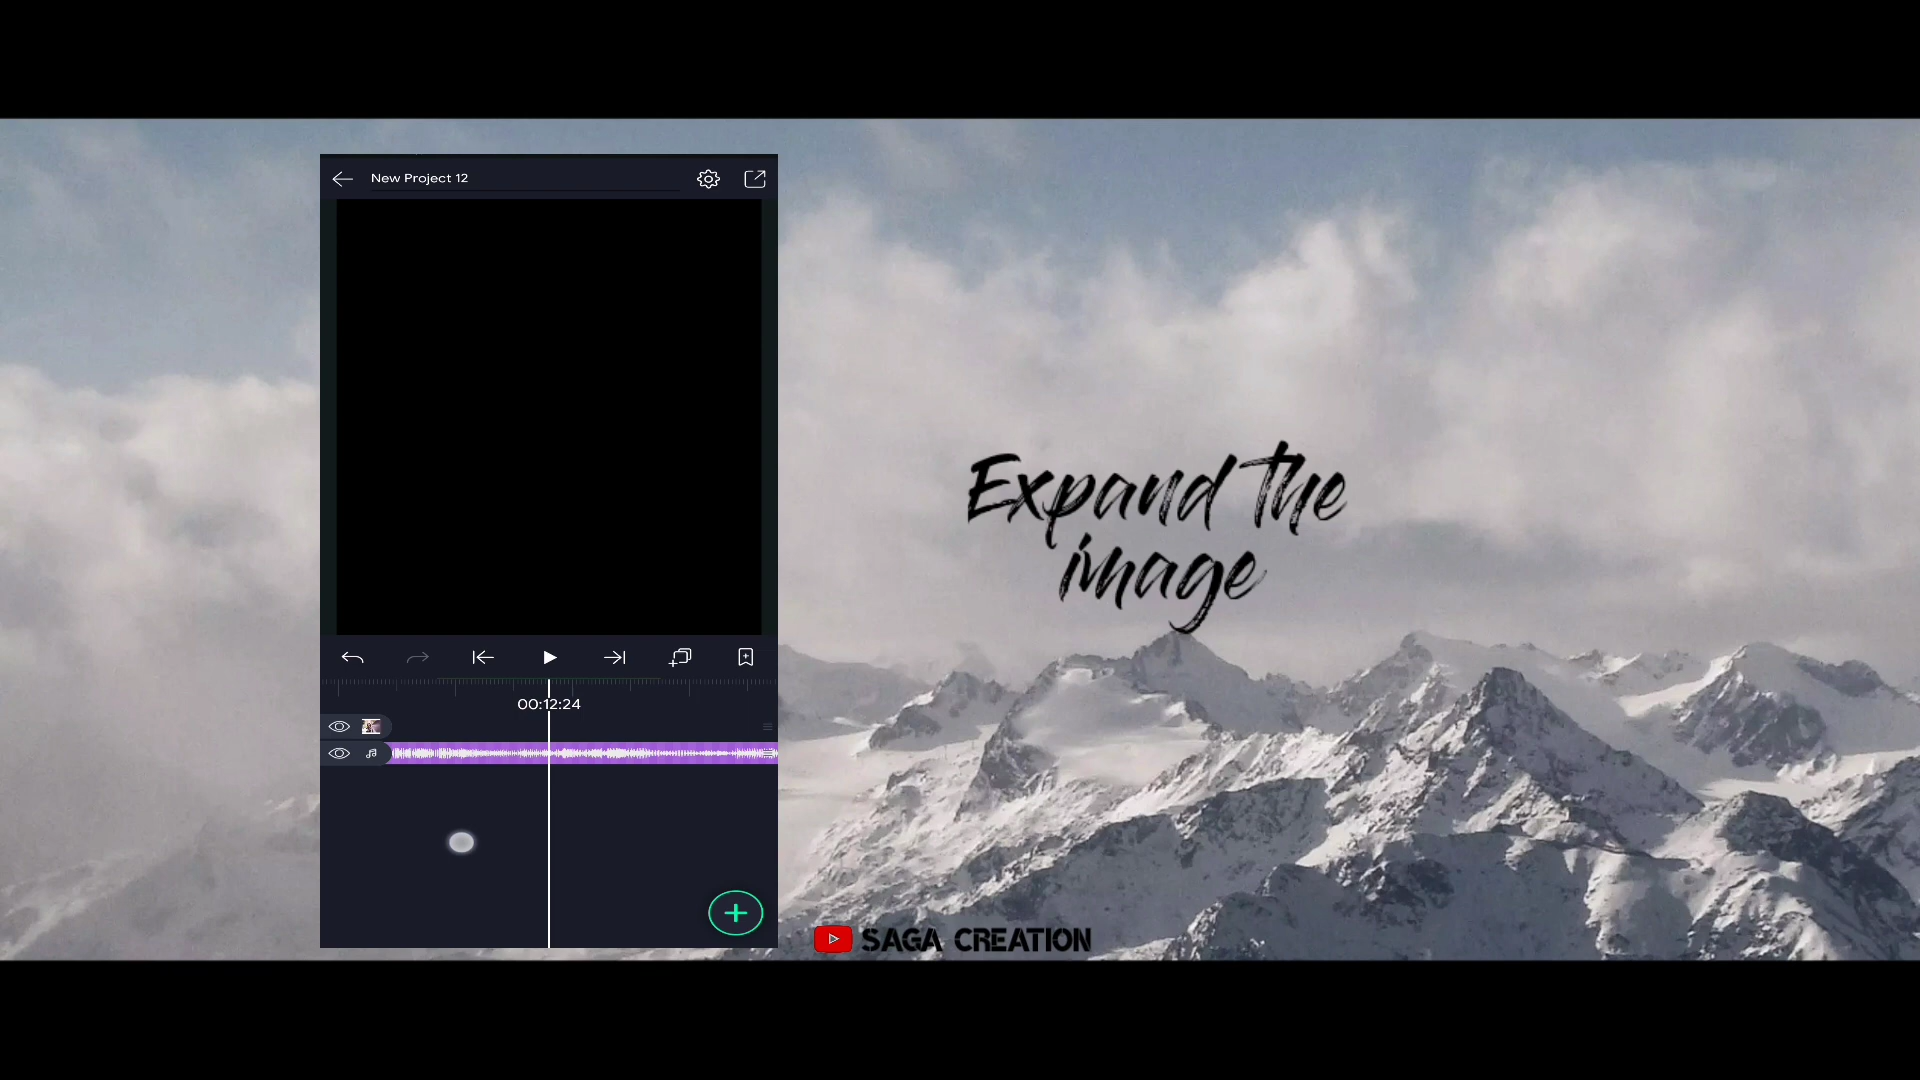 New Project 12
Expand the
image
00:12:24
SAGA CREATION